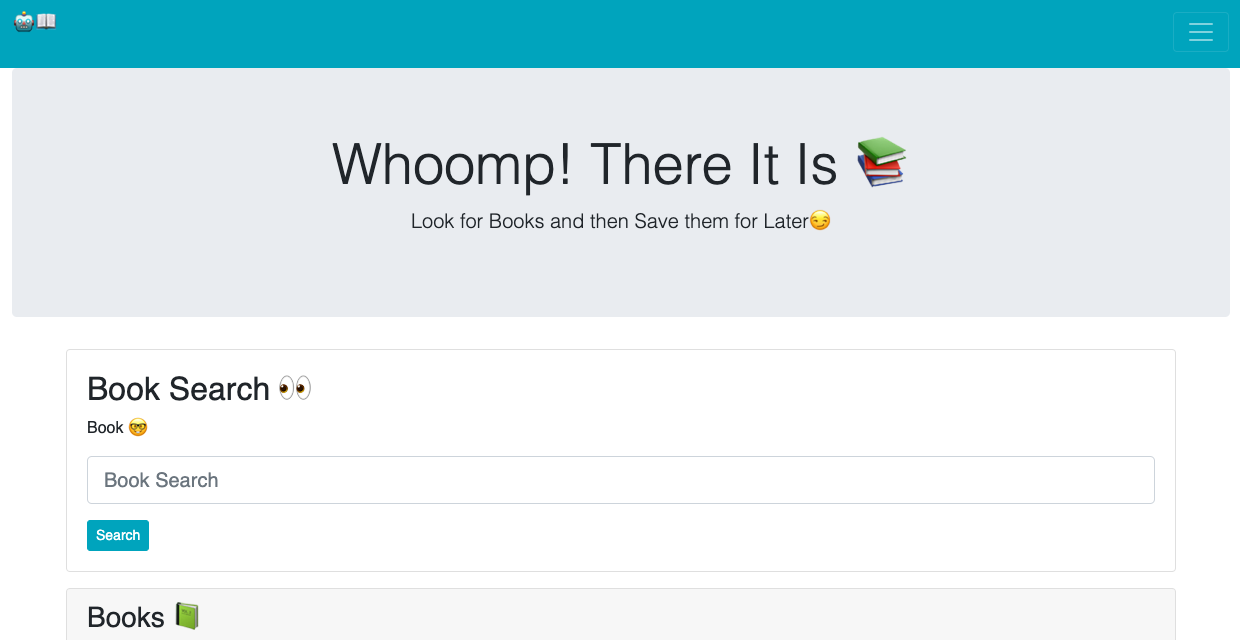 🤖📖
Whoomp! There It Is 📚
Look for Books and then Save them for Later😏
Book Search 👀
Book 🤓
Book Search
Search
Books 📗